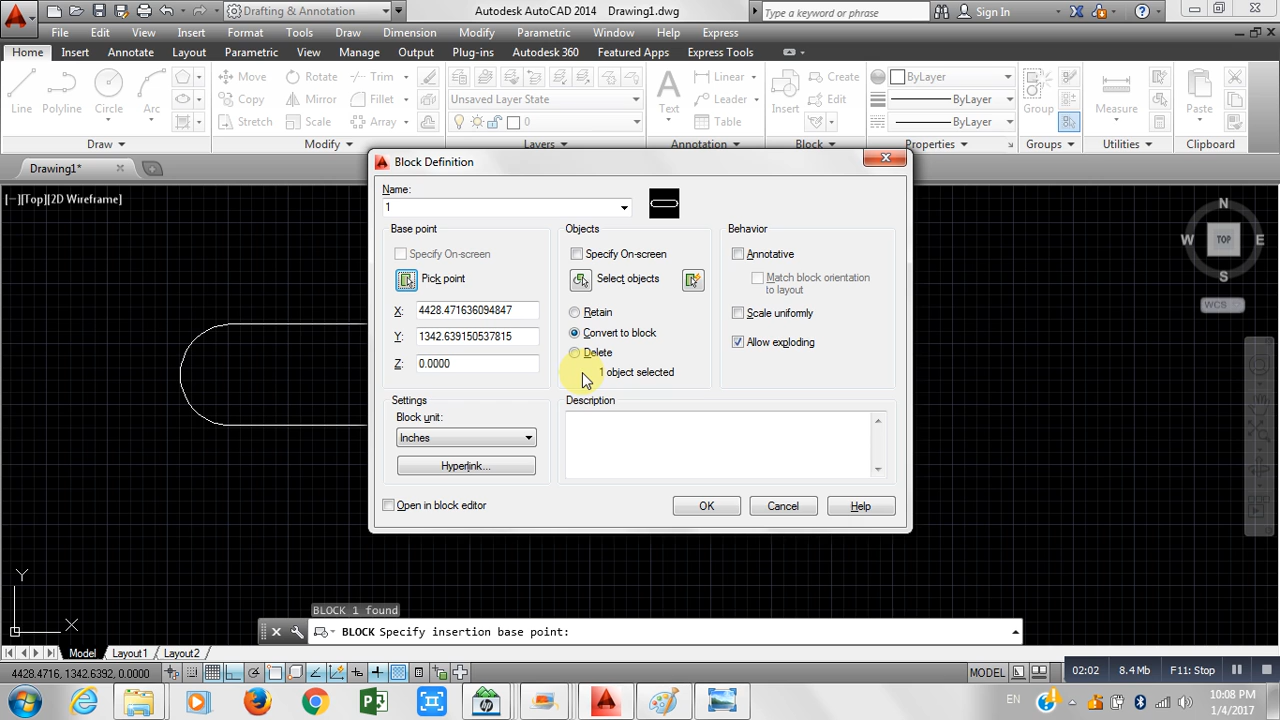 Drafting & Annotation
Autodesk AutoCAD 2014 Drawing1.dwg
Type a keyword or phrase
Sign In
File Edit View Insert Format Tools Draw Dimension Modify Parametric Window Help Express
Home Insert Annotate Layout Parametric View Manage Output Plug-ins Autodesk 360 Featured Apps Express Tools
Line Polyline Circle Arc
Move Rotate Trim
Copy Mirror Fillet
Stretch Scale Array
Unsaved Layer State
0
Text
Linear
Leader
Table
Insert
Create
Edit
ByLayer
ByLayer
ByLayer
Group
Measure
Paste
Draw Modify Layers Annotation Block Properties Groups Utilities Clipboard
Drawing1*
[−][Top][2D Wireframe]
N
W TOP E
S
WCS
Block Definition
Name:
1
Base point
Specify On-screen
Pick point
X: 4428.471636094847
Y: 1342.639150537815
Z: 0.0000
Objects
Specify On-screen
Select objects
Retain
Convert to block
Delete
1 object selected
Behavior
Annotative
Match block orientation
to layout
Scale uniformly
Allow exploding
Settings
Block unit:
Inches
Hyperlink...
Description
Open in block editor
OK Cancel Help
Y
X
BLOCK 1 found
BLOCK Specify insertion base point:
Model Layout1 Layout2
4428.4716, 1342.6392, 0.0000
MODEL
02:02 8.4 Mb F11: Stop
EN
10:08 PM
1/4/2017